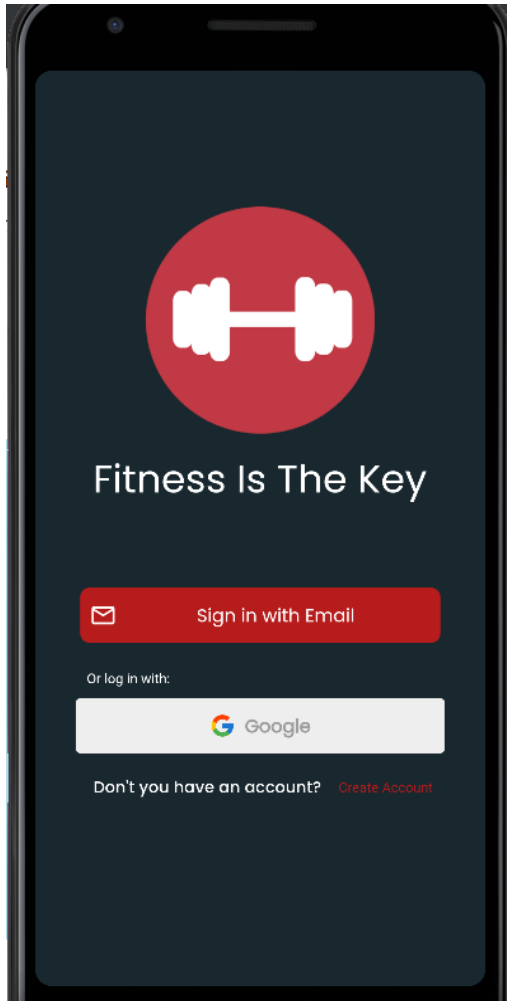 Fitness Is The Key
Sign in with Email
Or log in with:
Google
Don't you have an account? Create Account